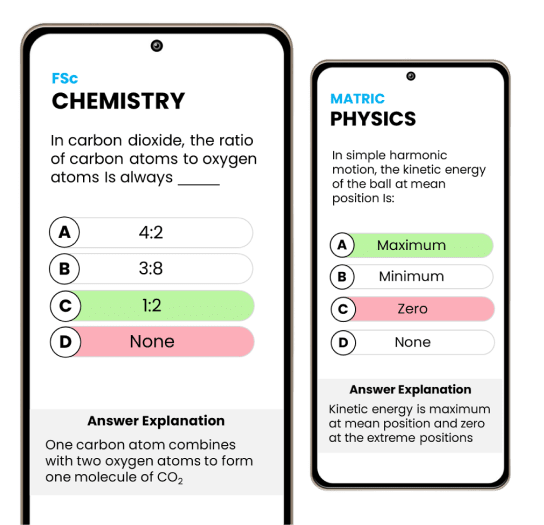 FSc
CHEMISTRY
In carbon dioxide, the ratio
of carbon atoms to oxygen
atoms Is always _____
A 4:2
B 3:8
C 1:2
D None
Answer Explanation
One carbon atom combines
with two oxygen atoms to form
one molecule of CO₂
MATRIC
PHYSICS
In simple harmonic
motion, the kinetic energy
of the ball at mean
position Is:
A Maximum
B Minimum
C Zero
D None
Answer Explanation
Kinetic energy is maximum
at mean position and zero
at the extreme positions